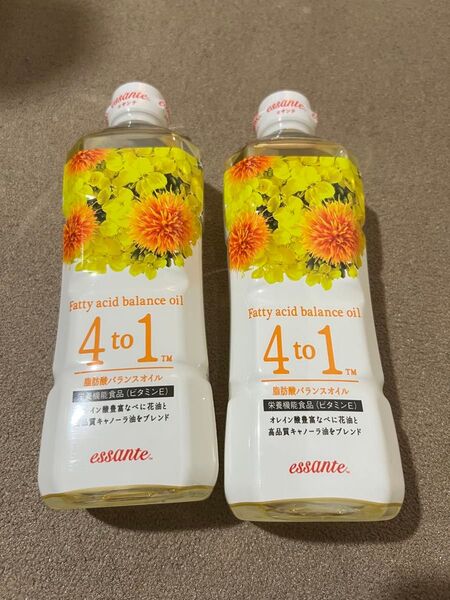 essante
エサンテ
Fatty acid balance oil
4 to 1™
脂肪酸バランスオイル
栄養機能食品(ビタミンE)
レイン酸豊富なべに花油と
高品質キャノーラ油をブレンド
essante™
essante
エサンテ
Fatty acid balance oil
4 to 1™
脂肪酸バランスオイル
栄養機能食品(ビタミンE)
オレイン酸豊富なべに花油と
高品質キャノーラ油をブレンド
essante™